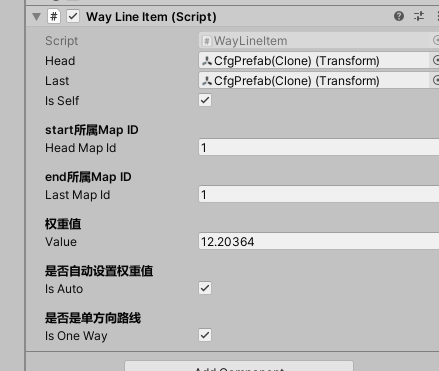 Way Line Item (Script)
Script
WayLineItem
Head
CfgPrefab(Clone) (Transform)
Last
CfgPrefab(Clone) (Transform)
Is Self
start所属Map ID
Head Map Id
1
end所属Map ID
Last Map Id
1
权重值
Value
12.20364
是否自动设置权重值
Is Auto
是否是单方向路线
Is One Way
Add Component